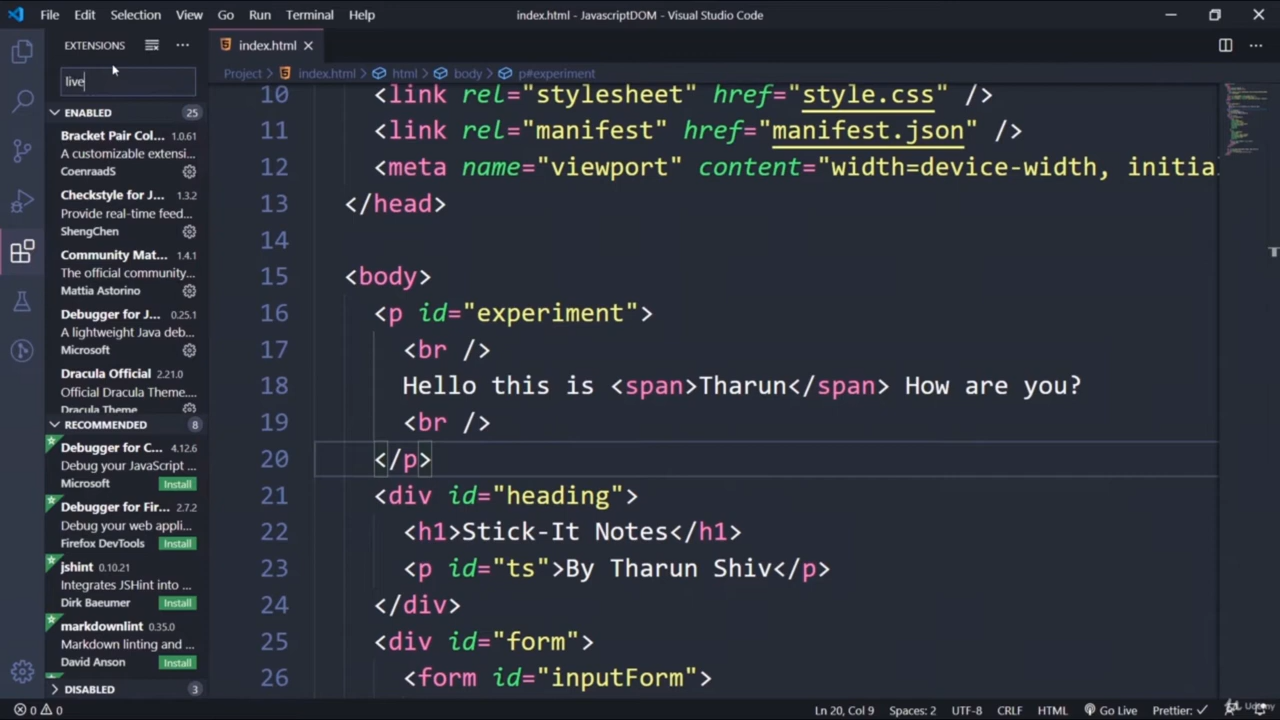 File Edit Selection View Go Run Terminal Help index.html - JavascriptDOM - Visual Studio Code
EXTENSIONS
live
ENABLED 25
Bracket Pair Col... 1.0.61
A customizable extensi...
CoenraadS
Checkstyle for J... 1.3.2
Provide real-time feed...
ShengChen
Community Mat... 1.4.1
The official community...
Mattia Astorino
Debugger for J... 0.25.1
A lightweight Java deb...
Microsoft
Dracula Official 2.21.0
Official Dracula Theme...
Dracula Theme
RECOMMENDED 8
Debugger for C... 4.12.6
Debug your JavaScript ...
Microsoft Install
Debugger for Fir... 2.7.2
Debug your web appli...
Firefox DevTools Install
jshint 0.10.21
Integrates JSHint into ...
Dirk Baeumer Install
markdownlint 0.35.0
Markdown linting and ...
David Anson Install
DISABLED 3
index.html
Project > index.html > html > body > p#experiment
10 <link rel="stylesheet" href="style.css" />
11 <link rel="manifest" href="manifest.json" />
12 <meta name="viewport" content="width=device-width, initia
13 </head>
14
15 <body>
16 <p id="experiment">
17 <br />
18 Hello this is <span>Tharun</span> How are you?
19 <br />
20 </p>
21 <div id="heading">
22 <h1>Stick-It Notes</h1>
23 <p id="ts">By Tharun Shiv</p>
24 </div>
25 <div id="form">
26 <form id="inputForm">
0 0 Ln 20, Col 9 Spaces: 2 UTF-8 CRLF HTML Go Live Prettier: ✓
Udemy